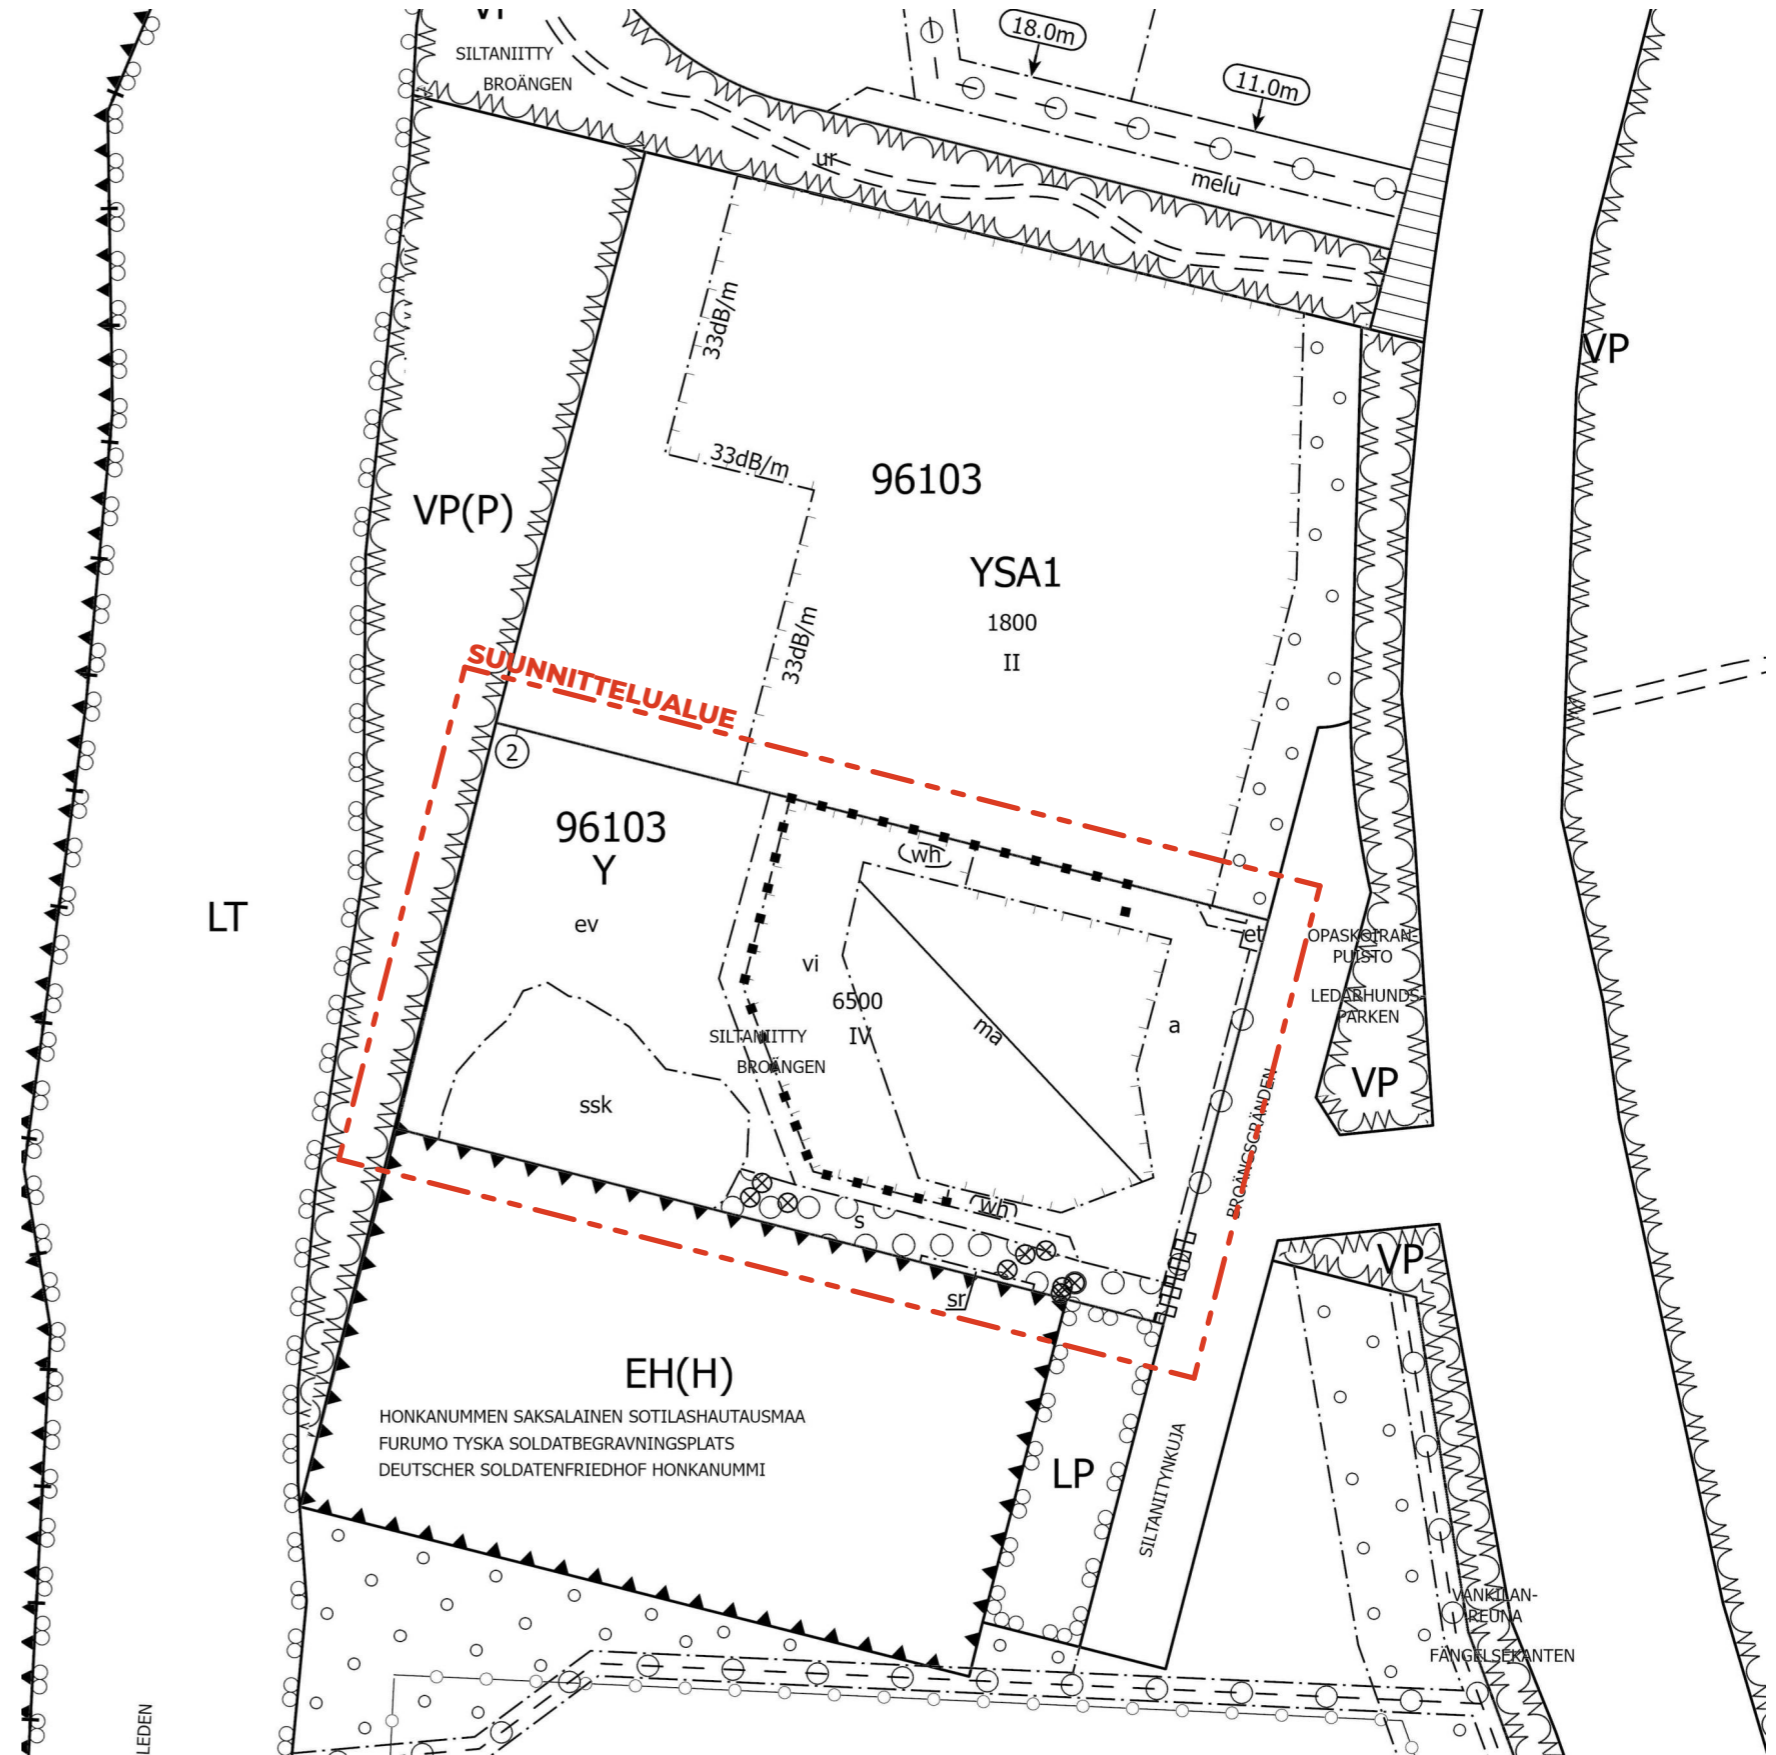 SILTANIITTY
BROÄNGEN
18.0m
11.0m
ur
melu
33dB/m
VP
33dB/m
96103
VP(P)
YSA1
1800
II
33dB/m
SUUNNITTELUALUE
2
96103
Y
wh
LT
ev
et
OPASKOIRAN-
PUISTO
vi
6500
IV
LEDARHUNDS-
PARKEN
ma
a
SILTANIITTY
BROÄNGEN
VP
ssk
BROÄNGSGRÄNDEN
wh
s
VP
sr
EH(H)
HONKANUMMEN SAKSALAINEN SOTILASHAUTAUSMAA
FURUMO TYSKA SOLDATBEGRAVNINGSPLATS
DEUTSCHER SOLDATENFRIEDHOF HONKANUMMI
LP
SILTANIITYNKUJA
VANKILAN-
REUNA
FÄNGELSEKANTEN
LEDEN